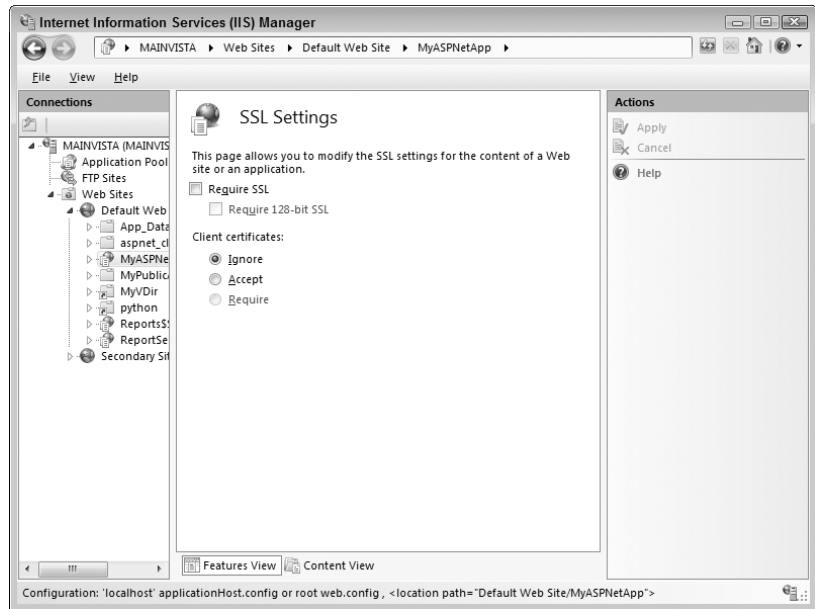 Internet Information Services (IIS) Manager
MAINVISTA ▸ Web Sites ▸ Default Web Site ▸ MyASPNetApp ▸
File View Help
Connections
MAINVISTA (MAINVIS
Application Pool
FTP Sites
Web Sites
Default Web
App_Data
aspnet_cl
MyASPNe
MyPublic
MyVDir
python
Reports$
ReportSe
Secondary Sit
SSL Settings
This page allows you to modify the SSL settings for the content of a Web
site or an application.
Require SSL
Require 128-bit SSL
Client certificates:
Ignore
Accept
Require
Features View Content View
Actions
Apply
Cancel
Help
Configuration: 'localhost' applicationHost.config or root web.config , <location path="Default Web Site/MyASPNetApp">